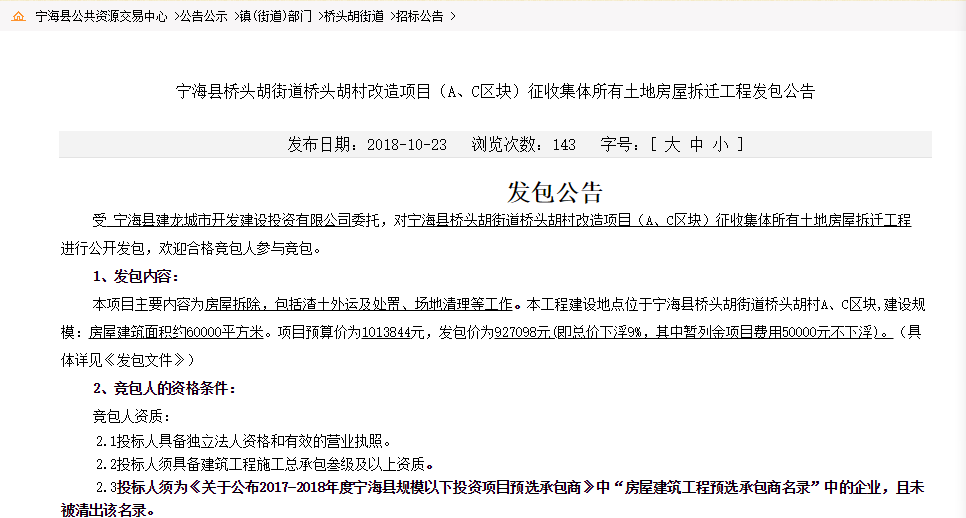 宁海县公共资源交易中心 >公告公示 >镇(街道)部门 >桥头胡街道 >招标公告 >
宁海县桥头胡街道桥头胡村改造项目（A、C区块）征收集体所有土地房屋拆迁工程发包公告
发布日期：2018-10-23 浏览次数：143 字号：[ 大 中 小 ]
发包公告
受 宁海县建龙城市开发建设投资有限公司委托，对宁海县桥头胡街道桥头胡村改造项目（A、C区块）征收集体所有土地房屋拆迁工程
进行公开发包，欢迎合格竞包人参与竞包。
1、发包内容：
本项目主要内容为房屋拆除，包括渣土外运及处置、场地清理等工作。本工程建设地点位于宁海县桥头胡街道桥头胡村A、C区块,建设规
模：房屋建筑面积约60000平方米。项目预算价为1013844元，发包价为927098元(即总价下浮9%，其中暂列金项目费用50000元不下浮)。（具
体详见《发包文件》）
2、竞包人的资格条件：
竞包人资质：
2.1投标人具备独立法人资格和有效的营业执照。
2.2投标人须具备建筑工程施工总承包叁级及以上资质。
2.3投标人须为《关于公布2017-2018年度宁海县规模以下投资项目预选承包商》中“房屋建筑工程预选承包商名录”中的企业，且未
被清出该名录。